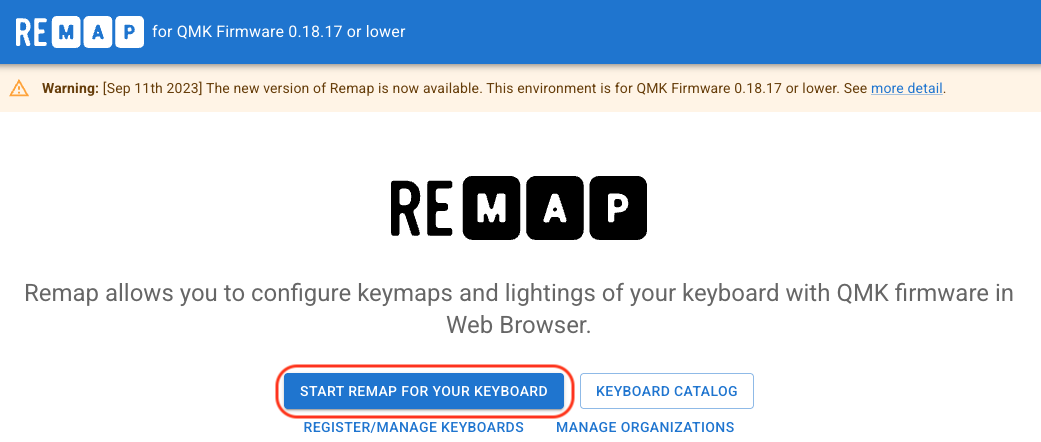 REMAP for QMK Firmware 0.18.17 or lower
Warning: [Sep 11th 2023] The new version of Remap is now available. This environment is for QMK Firmware 0.18.17 or lower. See more detail.
REMAP
Remap allows you to configure keymaps and lightings of your keyboard with QMK firmware in
Web Browser.
START REMAP FOR YOUR KEYBOARD KEYBOARD CATALOG
REGISTER/MANAGE KEYBOARDS MANAGE ORGANIZATIONS